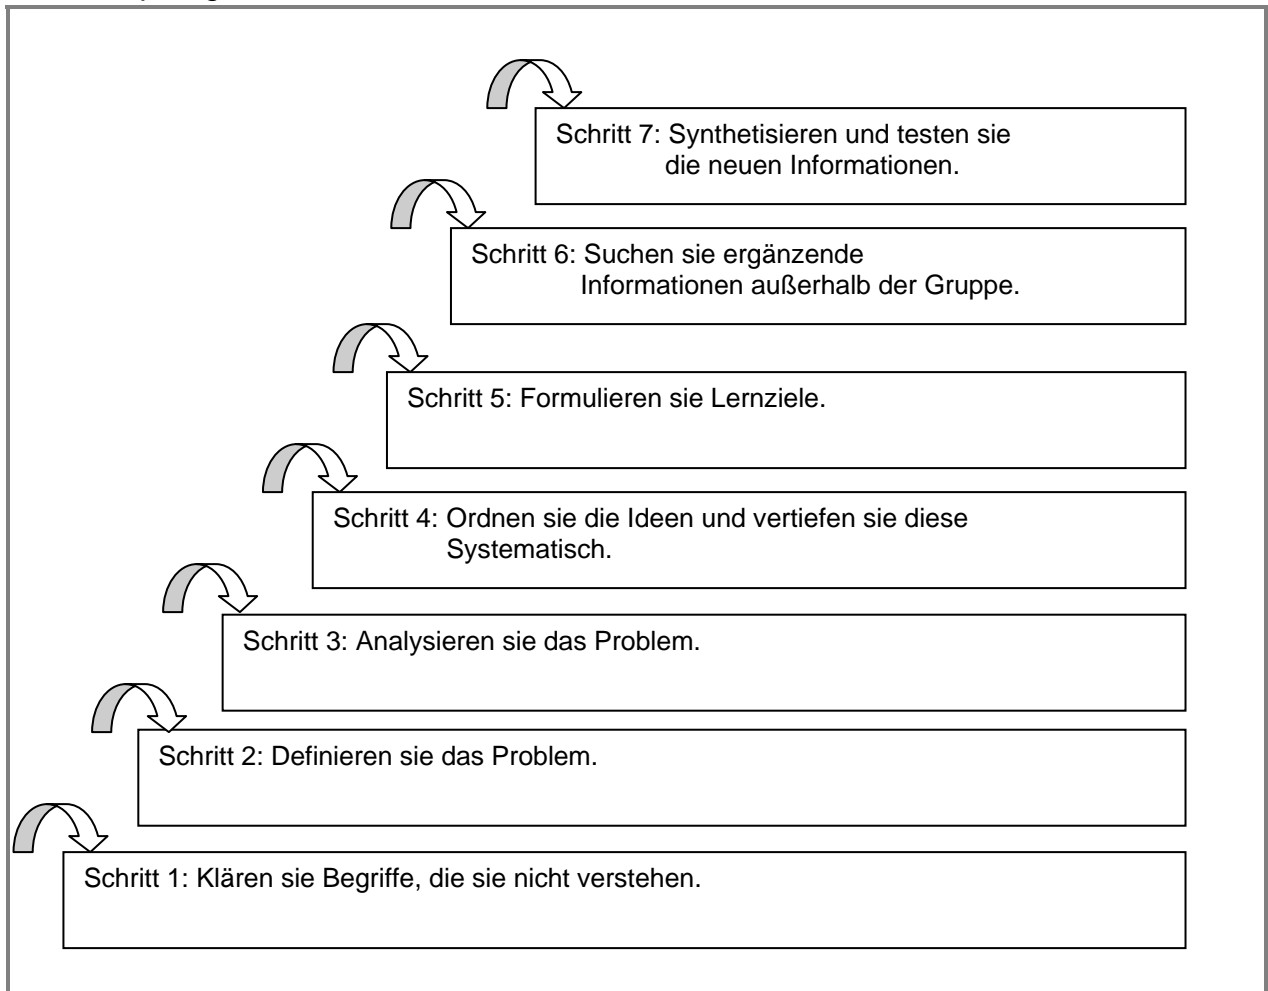 Schritt 7: Synthetisieren und testen sie
die neuen Informationen.
Schritt 6: Suchen sie ergänzende
Informationen außerhalb der Gruppe.
Schritt 5: Formulieren sie Lernziele.
Schritt 4: Ordnen sie die Ideen und vertiefen sie diese
Systematisch.
Schritt 3: Analysieren sie das Problem.
Schritt 2: Definieren sie das Problem.
Schritt 1: Klären sie Begriffe, die sie nicht verstehen.